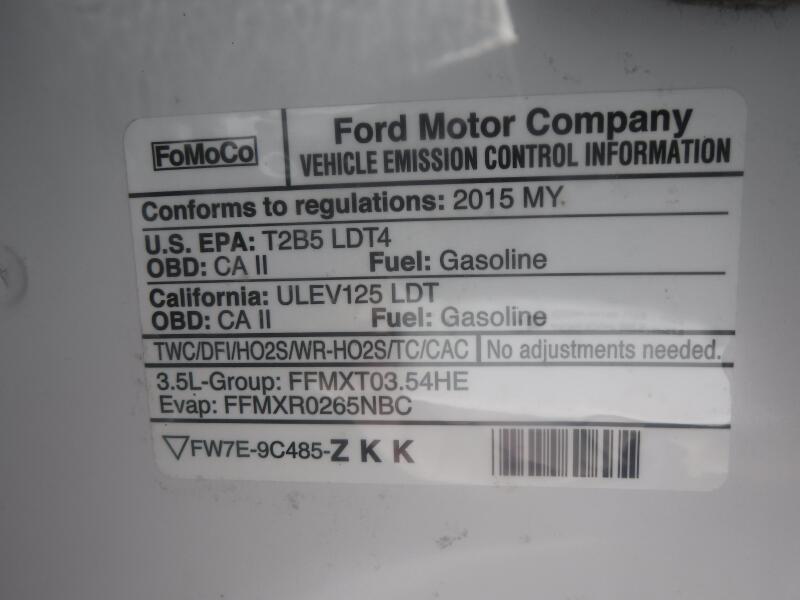 FoMoCo
Ford Motor Company
VEHICLE EMISSION CONTROL INFORMATION
Conforms to regulations: 2015 MY
U.S. EPA: T2B5 LDT4
OBD: CA II Fuel: Gasoline
California: ULEV125 LDT
OBD: CA II Fuel: Gasoline
TWC/DFI/HO2S/WR-HO2S/TC/CAC No adjustments needed.
3.5L-Group: FFMXT03.54HE
Evap: FFMXR0265NBC
▽FW7E-9C485-ZKK